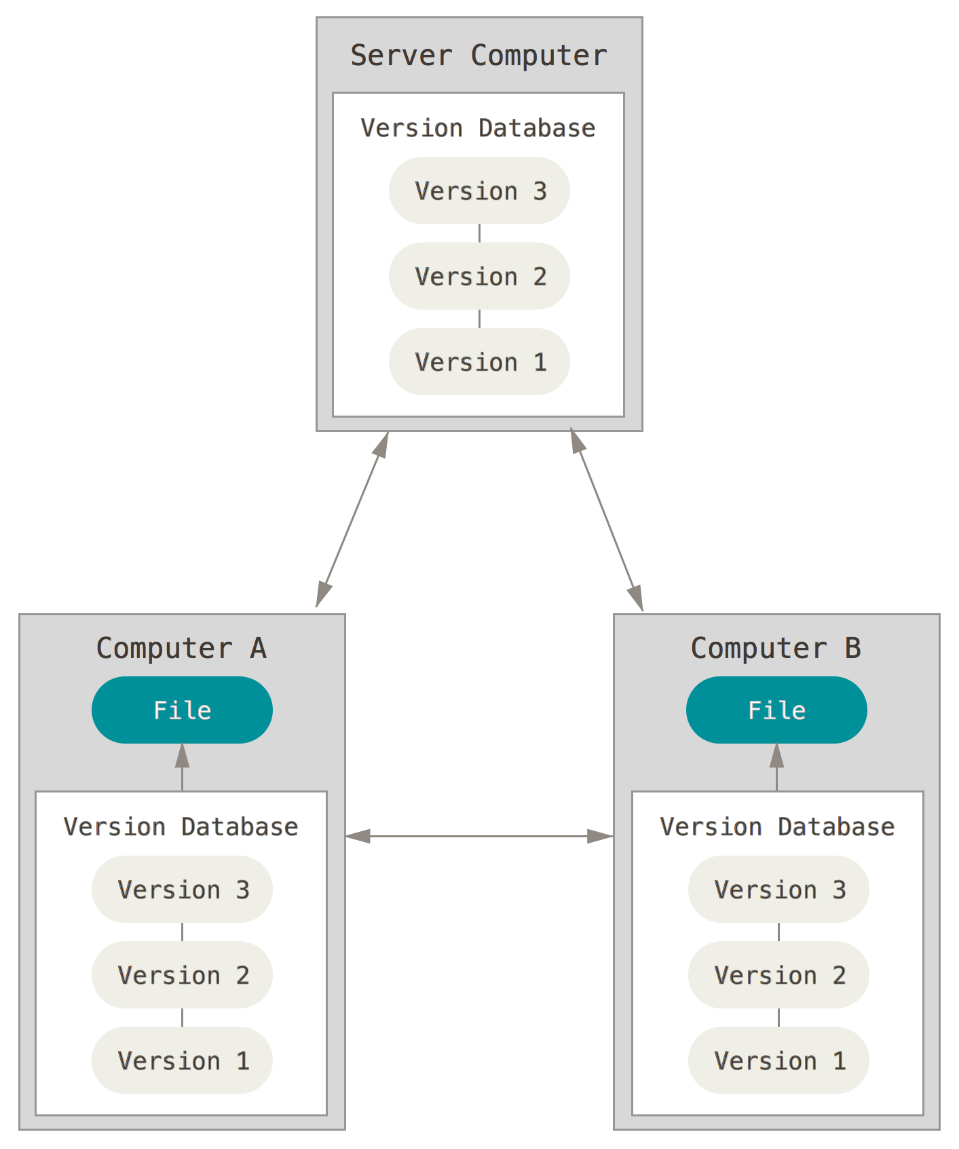 Server Computer
Version Database
Version 3
Version 2
Version 1
Computer A
File
Version Database
Version 3
Version 2
Version 1
Computer B
File
Version Database
Version 3
Version 2
Version 1